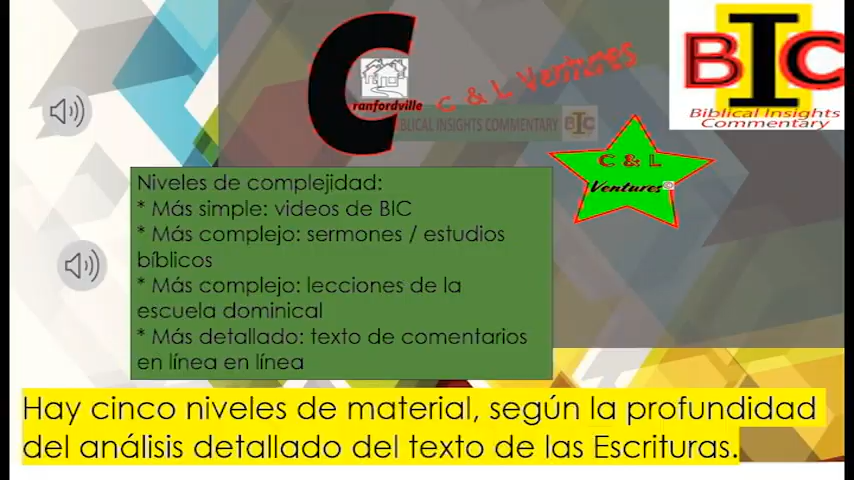 C
ranfordville
C & L Ventures
BIBLICAL INSIGHTS COMMENTARY BIC
BIC
Biblical Insights
Commentary
C & L
Ventures
Niveles de complejidad:
* Más simple: videos de BIC
* Más complejo: sermones / estudios
bíblicos
* Más complejo: lecciones de la
escuela dominical
* Más detallado: texto de comentarios
en línea en línea
Hay cinco niveles de material, según la profundidad
del análisis detallado del texto de las Escrituras.